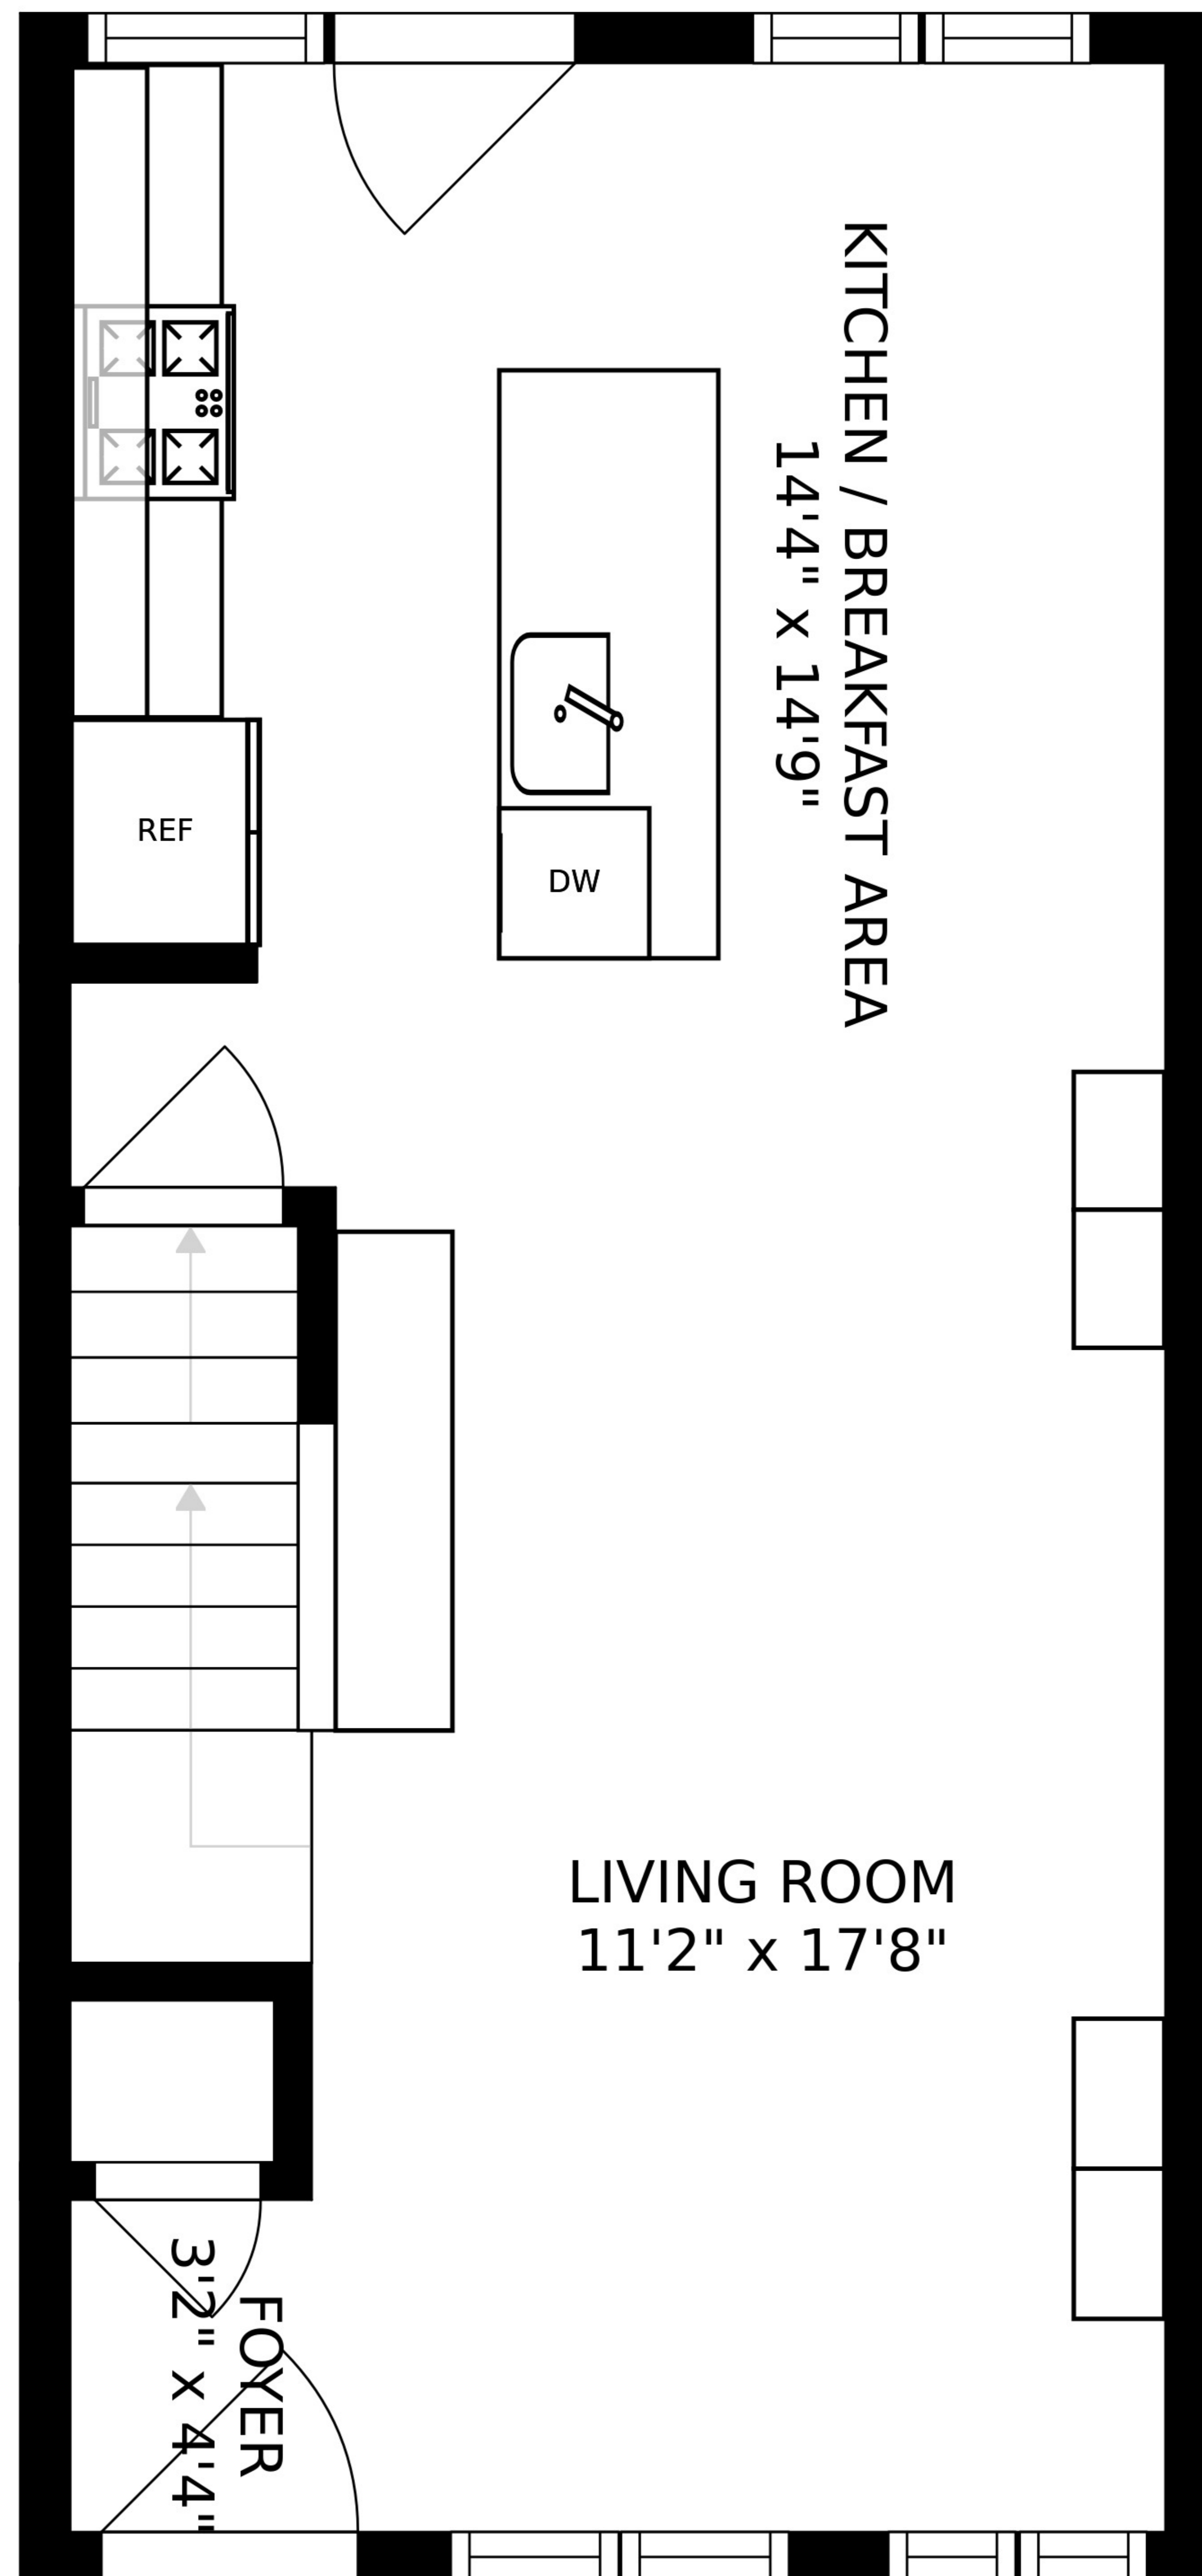 KITCHEN / BREAKFAST AREA
14'4" x 14'9"
REF
DW
LIVING ROOM
11'2" x 17'8"
FOYER
3'2" x 4'4"